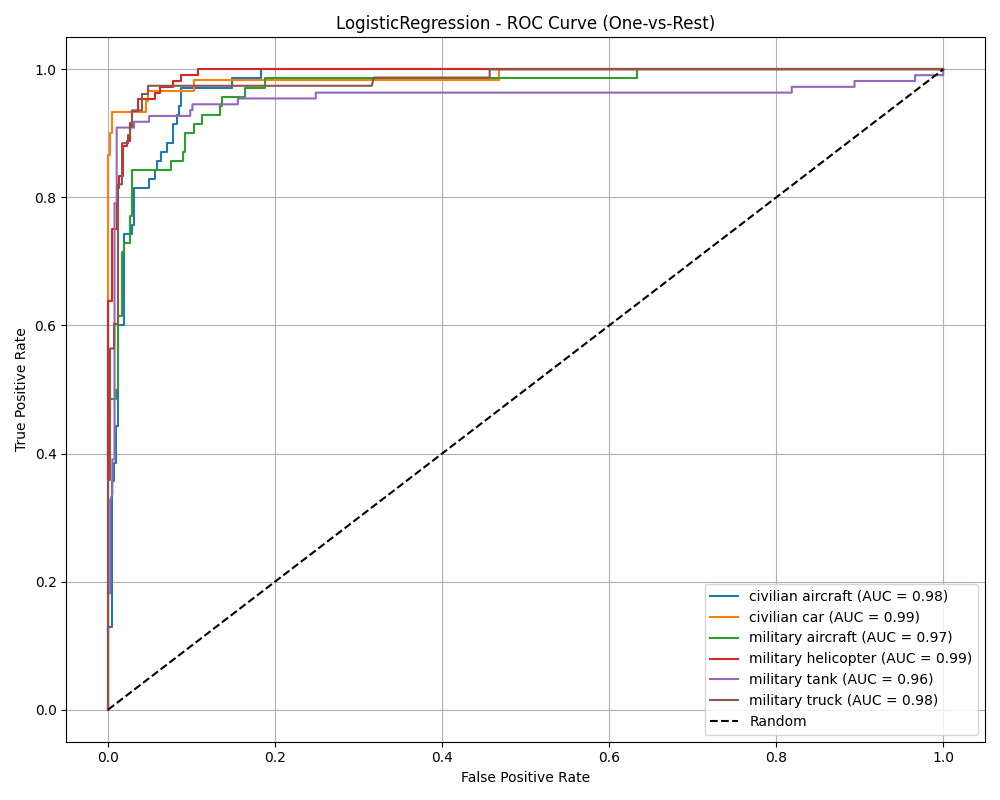 LogisticRegression - ROC Curve (One-vs-Rest)
True Positive Rate
1.0
0.8
0.6
0.4
0.2
0.0
0.0 0.2 0.4 0.6 0.8 1.0
False Positive Rate
civilian aircraft (AUC = 0.98)
civilian car (AUC = 0.99)
military aircraft (AUC = 0.97)
military helicopter (AUC = 0.99)
military tank (AUC = 0.96)
military truck (AUC = 0.98)
Random